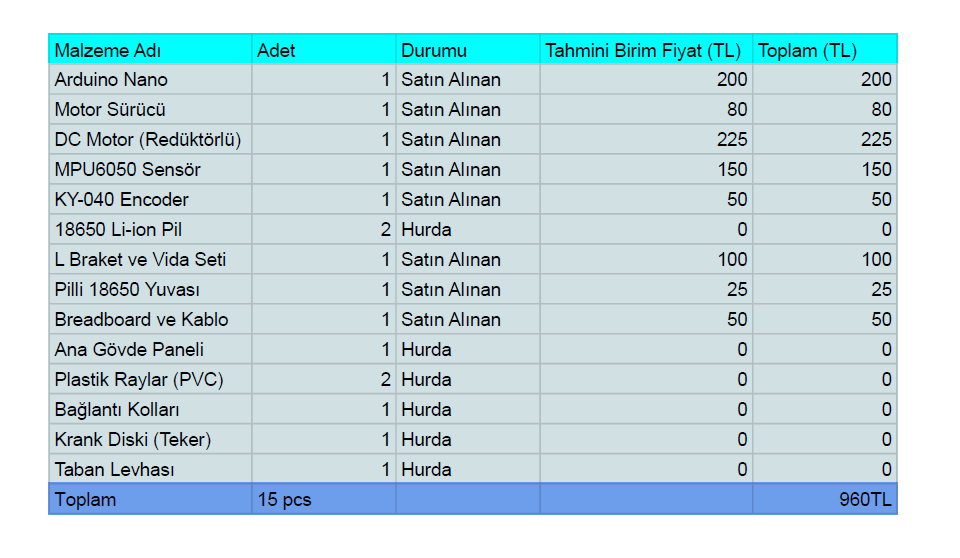 Malzeme Adı Adet Durumu Tahmini Birim Fiyat (TL) Toplam (TL)
Arduino Nano 1 Satın Alınan 200 200
Motor Sürücü 1 Satın Alınan 80 80
DC Motor (Redüktörlü) 1 Satın Alınan 225 225
MPU6050 Sensör 1 Satın Alınan 150 150
KY-040 Encoder 1 Satın Alınan 50 50
18650 Li-ion Pil 2 Hurda 0 0
L Braket ve Vida Seti 1 Satın Alınan 100 100
Pilli 18650 Yuvası 1 Satın Alınan 25 25
Breadboard ve Kablo 1 Satın Alınan 50 50
Ana Gövde Paneli 1 Hurda 0 0
Plastik Raylar (PVC) 2 Hurda 0 0
Bağlantı Kolları 1 Hurda 0 0
Krank Diski (Teker) 1 Hurda 0 0
Taban Levhası 1 Hurda 0 0
Toplam 15 pcs 960TL